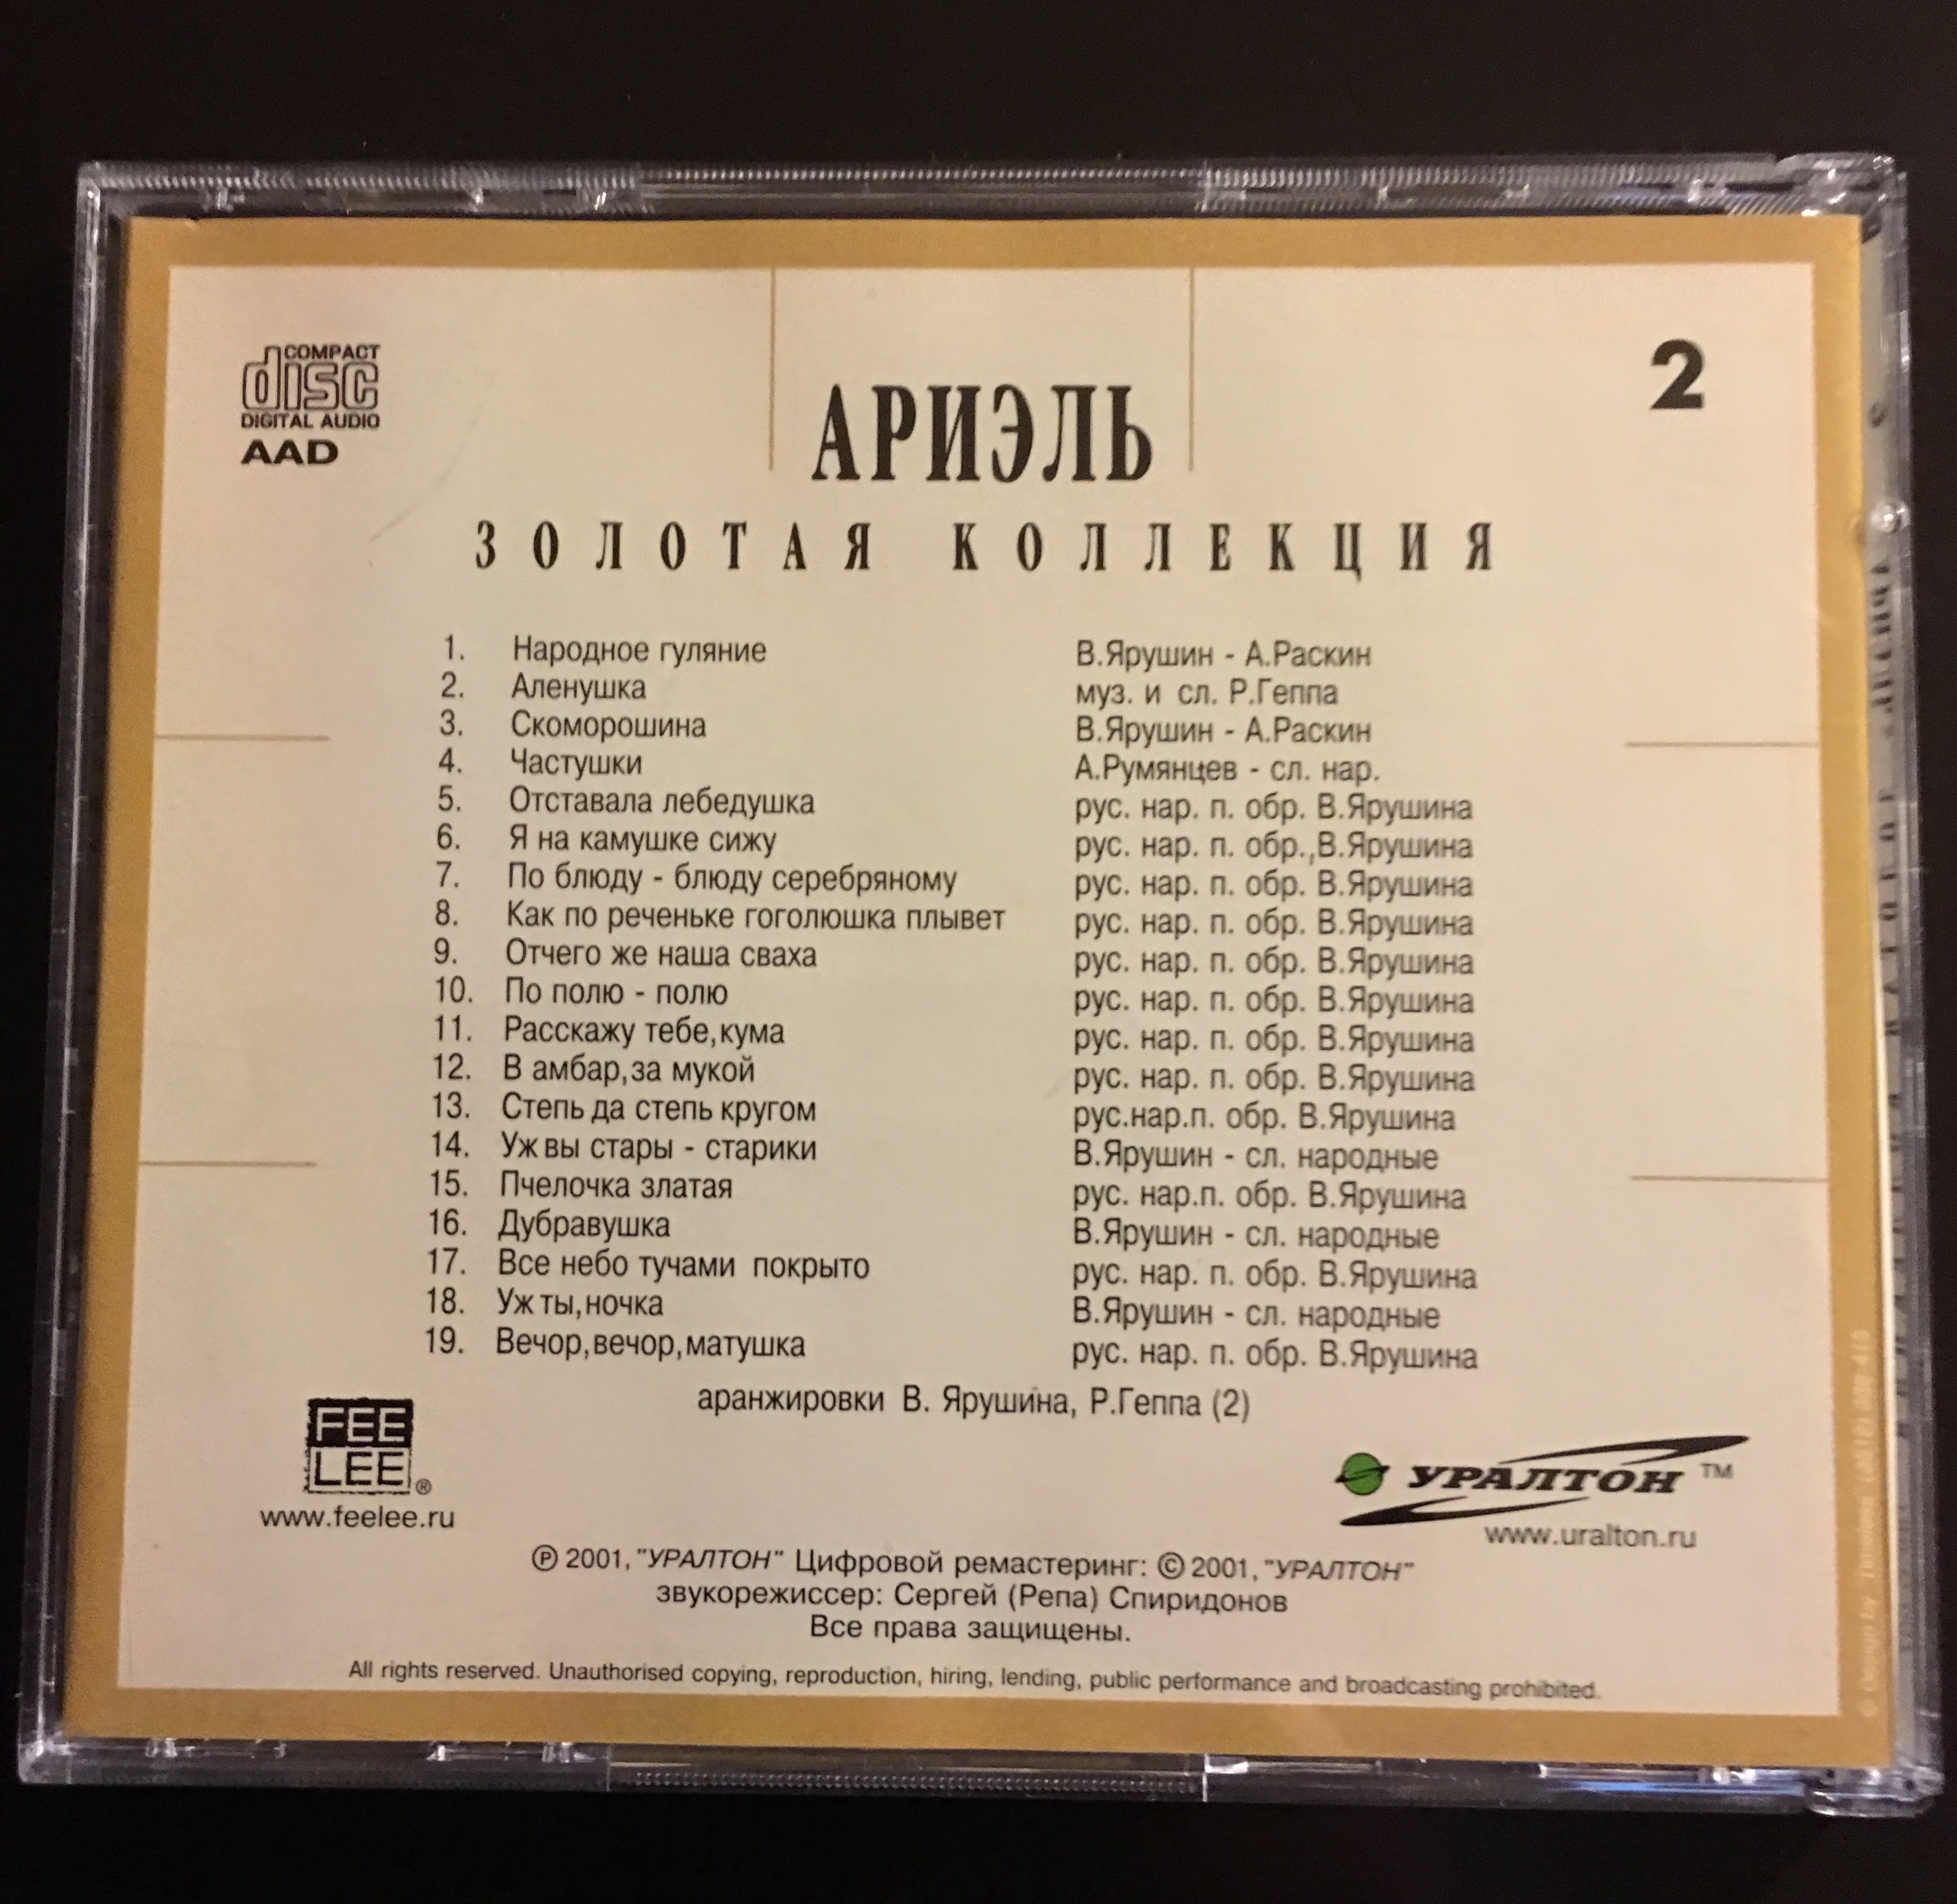 COMPACT
disc
DIGITAL AUDIO
AAD
2
АРИЭЛЬ
ЗОЛОТАЯ КОЛЛЕКЦИЯ
1. Народное гуляние В.Ярушин - А.Раскин
2. Аленушка муз. и сл. Р.Геппа
3. Скоморошина В.Ярушин - А.Раскин
4. Частушки А.Румянцев - сл. нар.
5. Отставала лебедушка рус. нар. п. обр. В.Ярушина
6. Я на камушке сижу рус. нар. п. обр.,В.Ярушина
7. По блюду - блюду серебряному рус. нар. п. обр. В.Ярушина
8. Как по реченьке гоголюшка плывет рус. нар. п. обр. В.Ярушина
9. Отчего же наша сваха рус. нар. п. обр. В.Ярушина
10. По полю - полю рус. нар. п. обр. В.Ярушина
11. Расскажу тебе,кума рус. нар. п. обр. В.Ярушина
12. В амбар,за мукой рус. нар. п. обр. В.Ярушина
13. Степь да степь кругом рус.нар.п. обр. В.Ярушина
14. Уж вы стары - старики В.Ярушин - сл. народные
15. Пчелочка златая рус. нар.п. обр. В.Ярушина
16. Дубравушка В.Ярушин - сл. народные
17. Все небо тучами покрыто рус. нар. п. обр. В.Ярушина
18. Уж ты,ночка В.Ярушин - сл. народные
19. Вечор,вечор,матушка рус. нар. п. обр. В.Ярушина
аранжировки В. Ярушина, Р.Геппа (2)
FEE
LEE®
www.feelee.ru
УРАЛТОН ™
www.uralton.ru
℗ 2001, "УРАЛТОН" Цифровой ремастеринг: © 2001, "УРАЛТОН"
звукорежиссер: Сергей (Репа) Спиридонов
Все права защищены.
All rights reserved. Unauthorised copying, reproduction, hiring, lending, public performance and broadcasting prohibited.